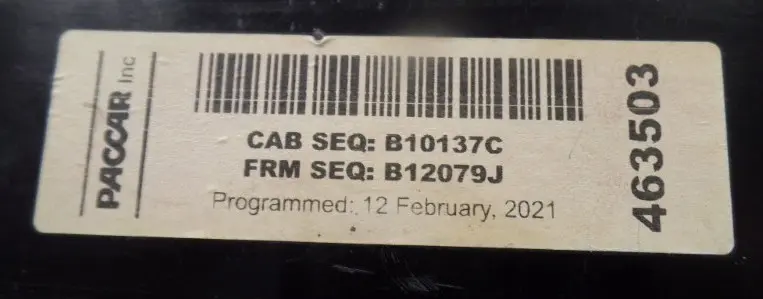 PACCAR Inc
CAB SEQ: B10137C
FRM SEQ: B12079J
Programmed: 12 February, 2021
463503